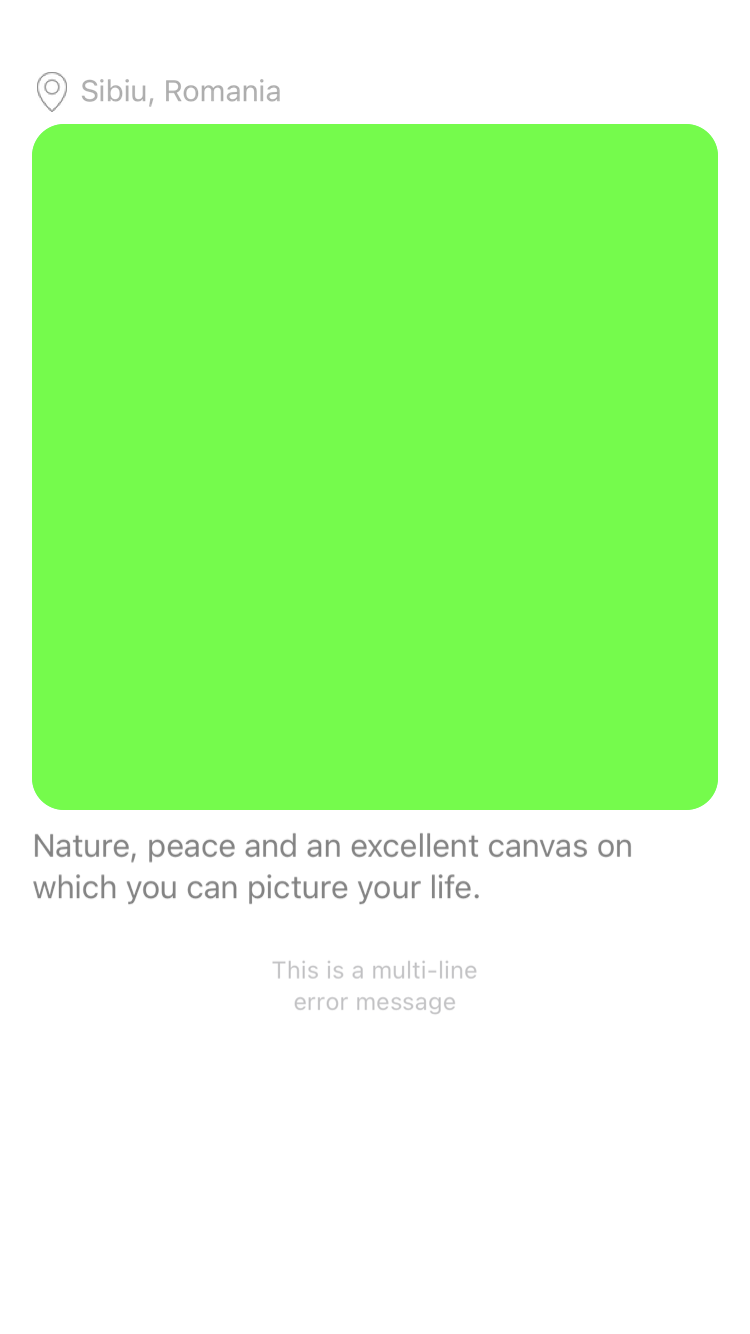 Sibiu, Romania
Nature, peace and an excellent canvas on
which you can picture your life.
This is a multi-line
error message